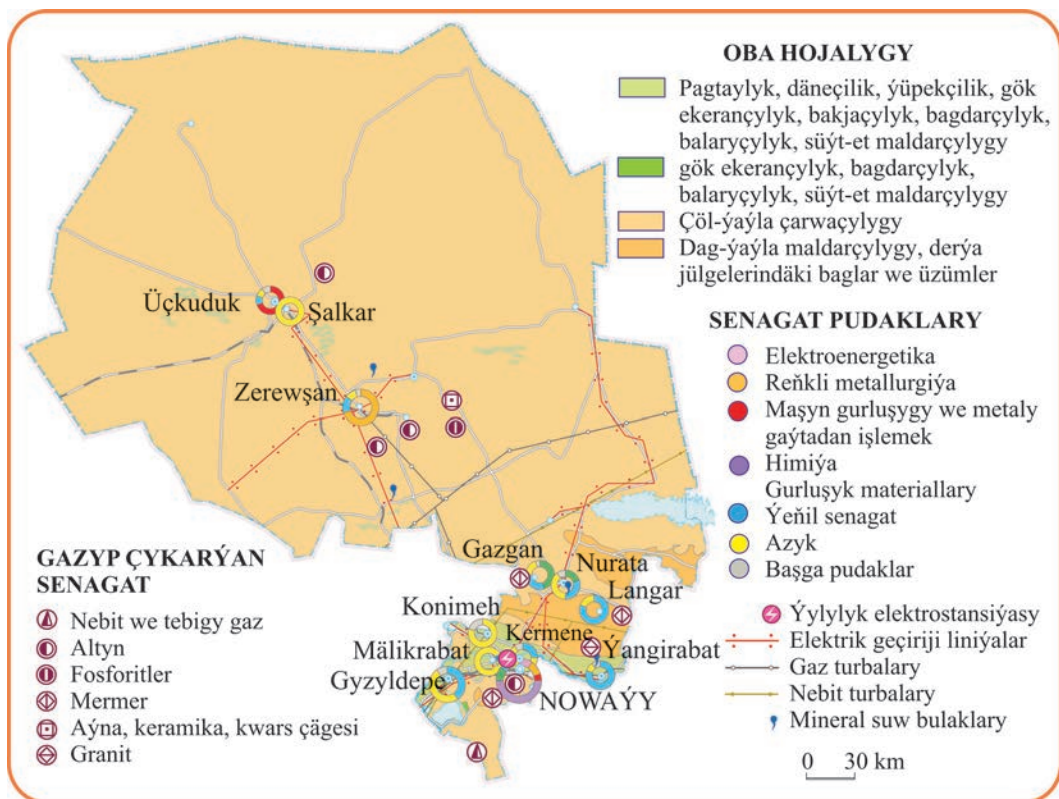 OBA HOJALYGY
Pagtaylyk, däneçilik, ýüpekçilik, gök
ekerançylyk, bakjaçylyk, bagdarçylyk,
balaryçylyk, süýt-et maldarçylygy
gök ekerançylyk, bagdarçylyk,
balaryçylyk, süýt-et maldarçylygy
Çöl-ýaýla çarwaçylygy
Dag-ýaýla maldarçylygy, derýa
jülgelerindäki baglar we üzümler
SENAGAT PUDAKLARY
Elektroenergetika
Reňkli metallurgiýa
Maşyn gurluşygy we metaly
gaýtadan işlemek
Himiýa
Gurluşyk materiallary
Ýeňil senagat
Azyk
Başga pudaklar
Ýylylyk elektrostansiýasy
Elektrik geçiriji liniýalar
Gaz turbalary
Nebit turbalary
Mineral suw bulaklary
0 30 km
Üçkuduk
Şalkar
Zerewşan
Gazgan
Nurata
Langar
Konimeh
Kermene
Mälikrabat
Ýangirabat
Gyzyldepe
NOWAÝY
GAZYP ÇYKARÝAN
SENAGAT
Nebit we tebigy gaz
Altyn
Fosforitler
Mermer
Aýna, keramika, kwars çägesi
Granit